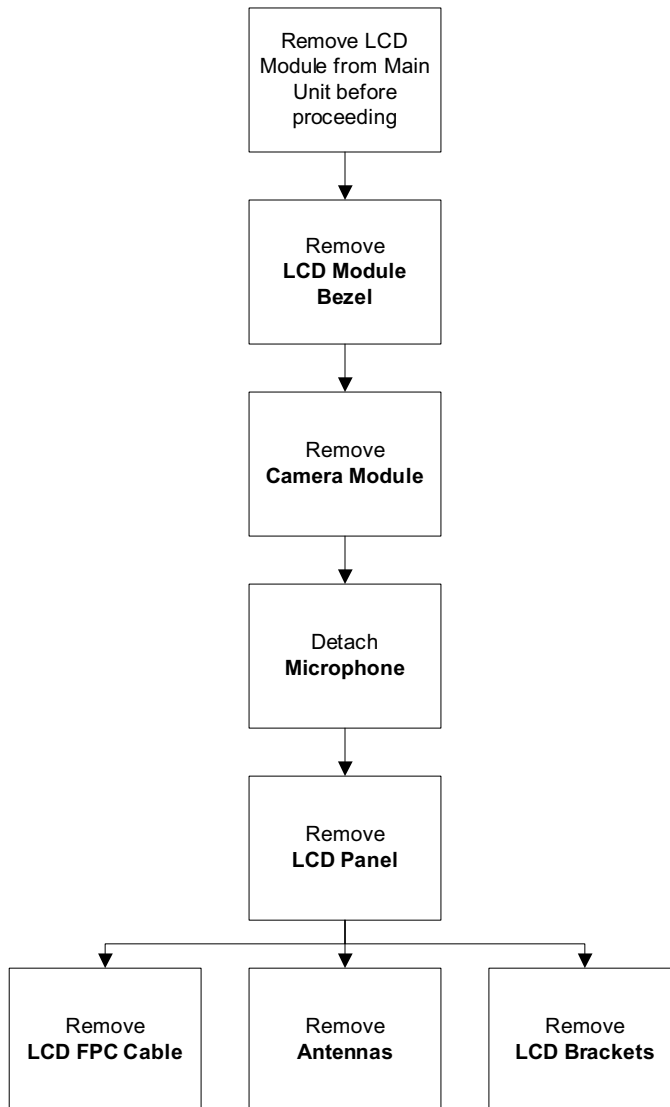 Remove LCD
Module from Main
Unit before
proceeding
Remove
LCD Module
Bezel
Remove
Camera Module
Detach
Microphone
Remove
LCD Panel
Remove
LCD FPC Cable
Remove
Antennas
Remove
LCD Brackets